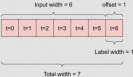 Input width = 6
offset = 1
t=0 t=1 t=2 t=3 t=4 t=5 t=6
Label width = 1
Total width = 7